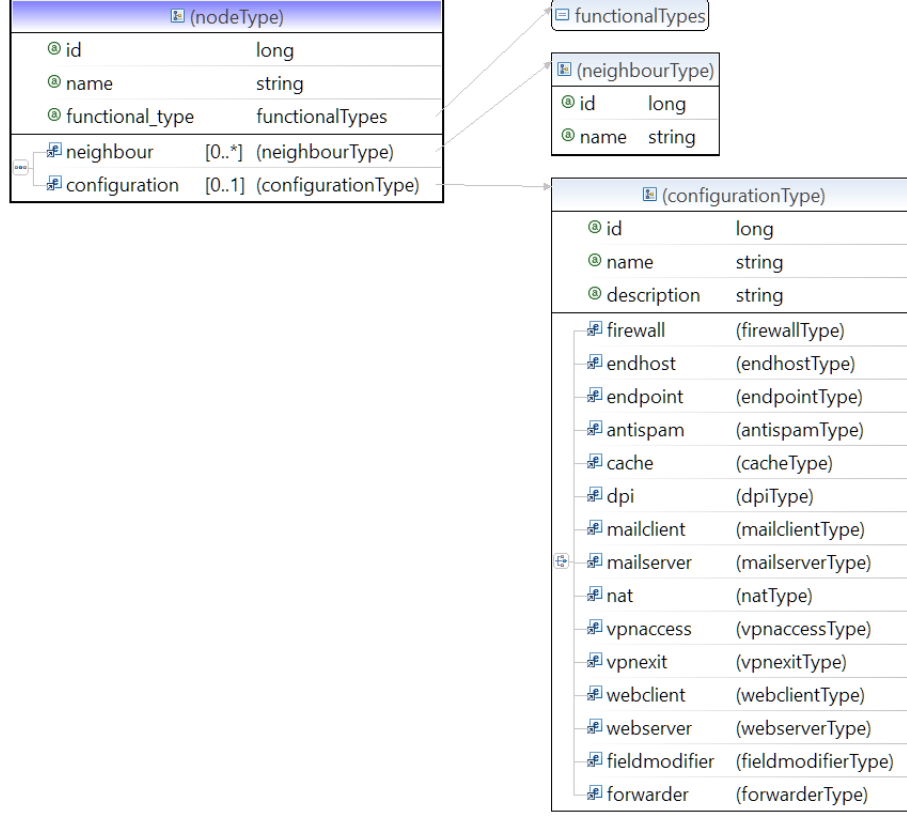 (nodeType)
id long
name string
functional_type functionalTypes
neighbour [0..*] (neighbourType)
configuration [0..1] (configurationType)
functionalTypes
(neighbourType)
id long
name string
(configurationType)
id long
name string
description string
firewall (firewallType)
endhost (endhostType)
endpoint (endpointType)
antispam (antispamType)
cache (cacheType)
dpi (dpiType)
mailclient (mailclientType)
mailserver (mailserverType)
nat (natType)
vpnaccess (vpnaccessType)
vpnexit (vpnexitType)
webclient (webclientType)
webserver (webserverType)
fieldmodifier (fieldmodifierType)
forwarder (forwarderType)